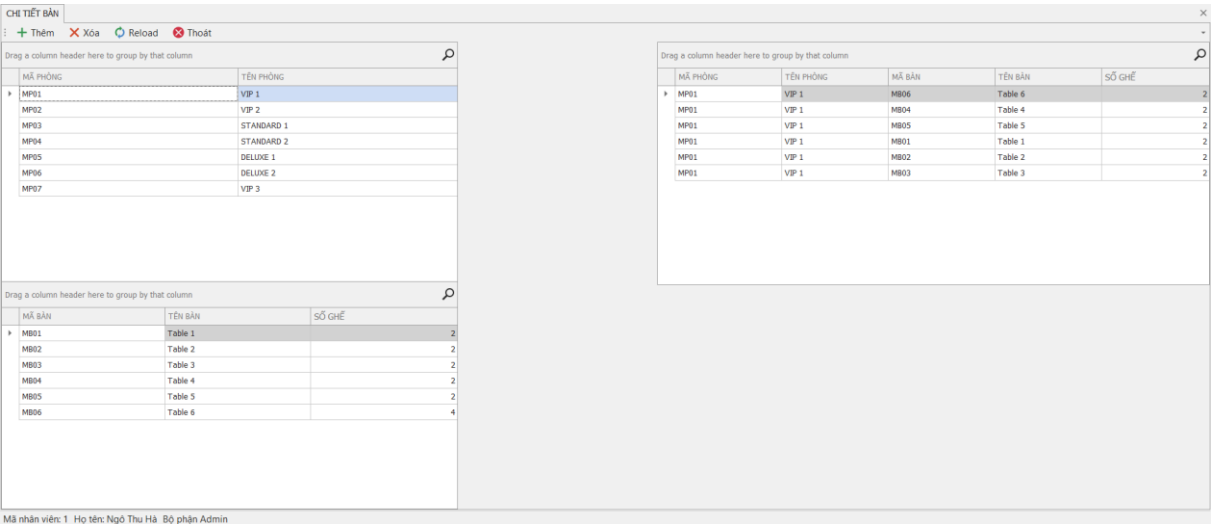 CHI TIẾT BÀN
Thêm Xóa Reload Thoát
Drag a column header here to group by that column
MÃ PHÒNG TÊN PHÒNG
MP01 VIP 1
MP02 VIP 2
MP03 STANDARD 1
MP04 STANDARD 2
MP05 DELUXE 1
MP06 DELUXE 2
MP07 VIP 3
Drag a column header here to group by that column
MÃ BÀN TÊN BÀN SỐ GHẾ
MB01 Table 1 2
MB02 Table 2 2
MB03 Table 3 2
MB04 Table 4 2
MB05 Table 5 2
MB06 Table 6 4
Drag a column header here to group by that column
MÃ PHÒNG TÊN PHÒNG MÃ BÀN TÊN BÀN SỐ GHẾ
MP01 VIP 1 MB06 Table 6 2
MP01 VIP 1 MB04 Table 4 2
MP01 VIP 1 MB05 Table 5 2
MP01 VIP 1 MB01 Table 1 2
MP01 VIP 1 MB02 Table 2 2
MP01 VIP 1 MB03 Table 3 2
Mã nhân viên: 1 Họ tên: Ngô Thu Hà Bộ phận Admin